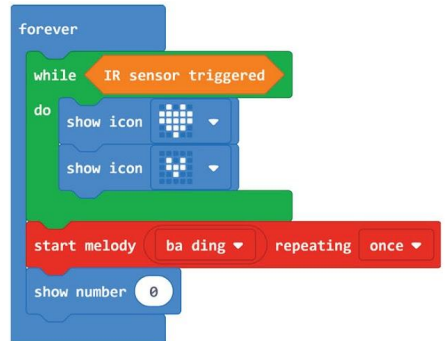 forever
while IR sensor triggered
do
show icon
show icon
start melody ba ding repeating once
show number 0